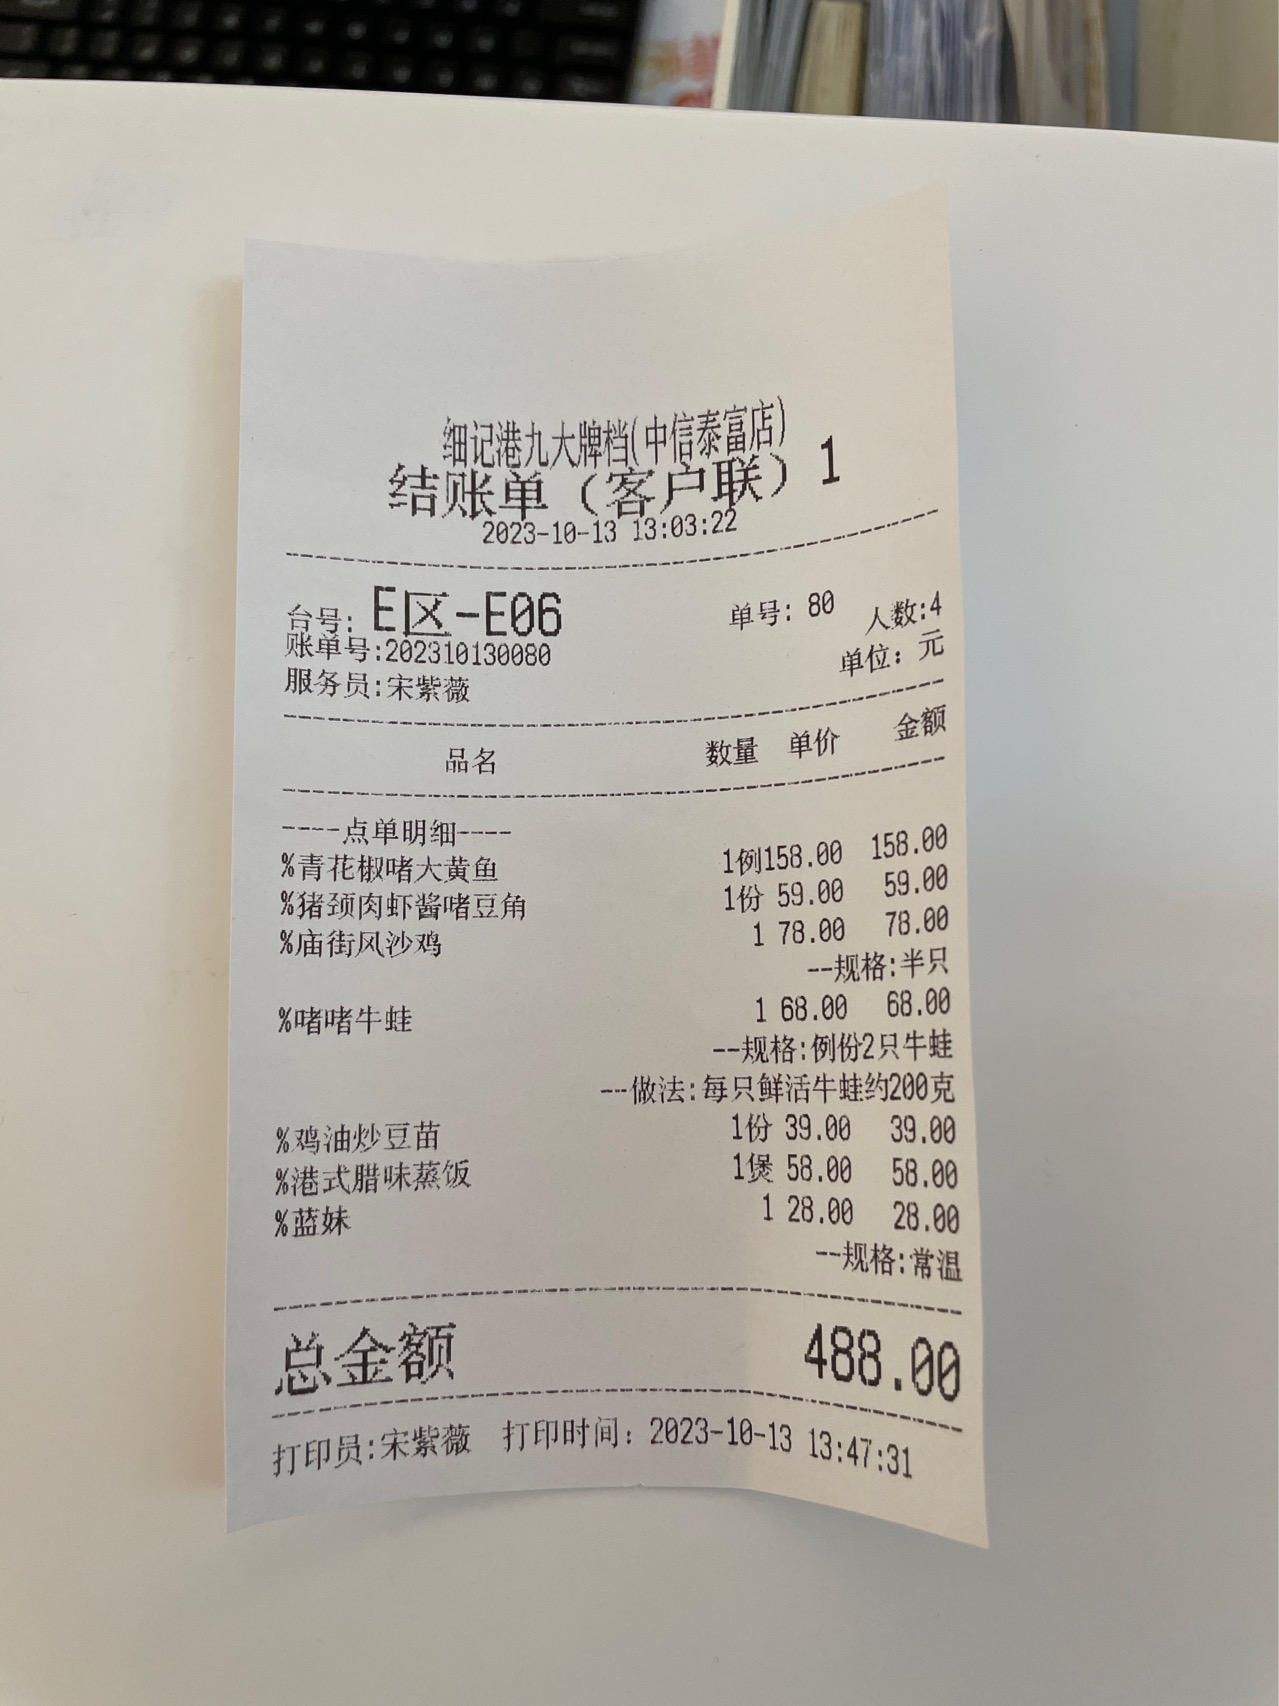 细记港九大牌档(中信泰富店)
结账单（客户联）1
2023-10-13 13:03:22
台号: E区-E06 单号: 80 人数:4
账单号:202310130080 单位: 元
服务员:宋紫薇
品名 数量 单价 金额
----点单明细----
%青花椒啫大黄鱼 1例158.00 158.00
%猪颈肉虾酱啫豆角 1份 59.00 59.00
%庙街风沙鸡 1 78.00 78.00
--规格:半只
%啫啫牛蛙 1 68.00 68.00
--规格:例份2只牛蛙
---做法:每只鲜活牛蛙约200克
%鸡油炒豆苗 1份 39.00 39.00
%港式腊味蒸饭 1煲 58.00 58.00
%蓝妹 1 28.00 28.00
--规格:常温
总金额 488.00
打印员:宋紫薇 打印时间: 2023-10-13 13:47:31